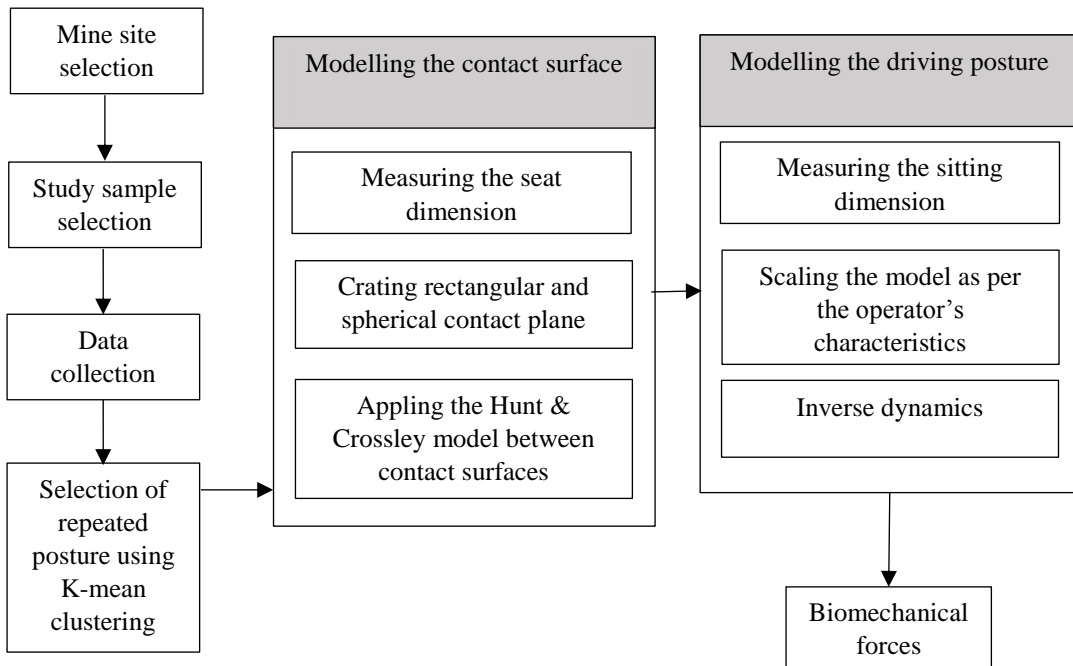 Mine site
selection
Study sample
selection
Data
collection
Selection of
repeated
posture using
K-mean
clustering
Modelling the contact surface
Measuring the seat
dimension
Crating rectangular and
spherical contact plane
Appling the Hunt &
Crossley model between
contact surfaces
Modelling the driving posture
Measuring the sitting
dimension
Scaling the model as per
the operator’s
characteristics
Inverse dynamics
Biomechanical
forces